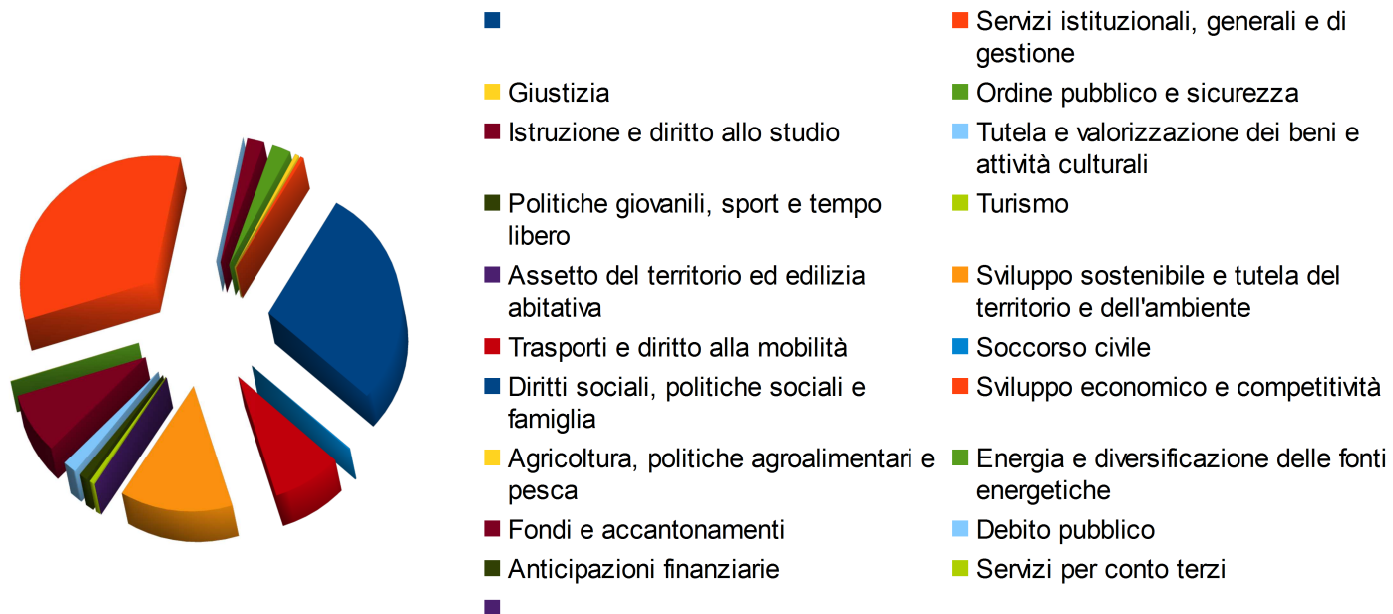 Servizi istituzionali, generali e di
gestione
Giustizia
Ordine pubblico e sicurezza
Istruzione e diritto allo studio
Tutela e valorizzazione dei beni e
attività culturali
Politiche giovanili, sport e tempo
libero
Turismo
Assetto del territorio ed edilizia
abitativa
Sviluppo sostenibile e tutela del
territorio e dell'ambiente
Trasporti e diritto alla mobilità
Soccorso civile
Diritti sociali, politiche sociali e
famiglia
Sviluppo economico e competitività
Agricoltura, politiche agroalimentari e
pesca
Energia e diversificazione delle fonti
energetiche
Fondi e accantonamenti
Debito pubblico
Anticipazioni finanziarie
Servizi per conto terzi